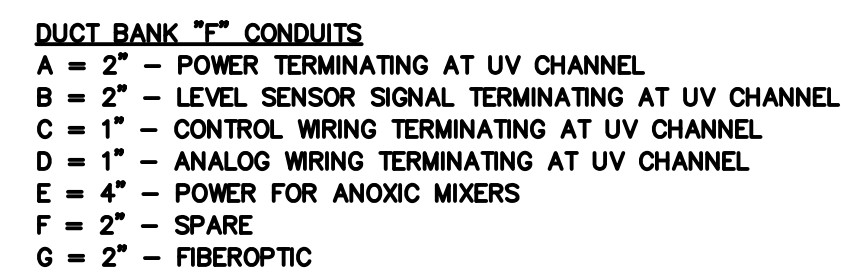 DUCT BANK "F" CONDUITS
A = 2" – POWER TERMINATING AT UV CHANNEL
B = 2" – LEVEL SENSOR SIGNAL TERMINATING AT UV CHANNEL
C = 1" – CONTROL WIRING TERMINATING AT UV CHANNEL
D = 1" – ANALOG WIRING TERMINATING AT UV CHANNEL
E = 4" – POWER FOR ANOXIC MIXERS
F = 2" – SPARE
G = 2" – FIBEROPTIC